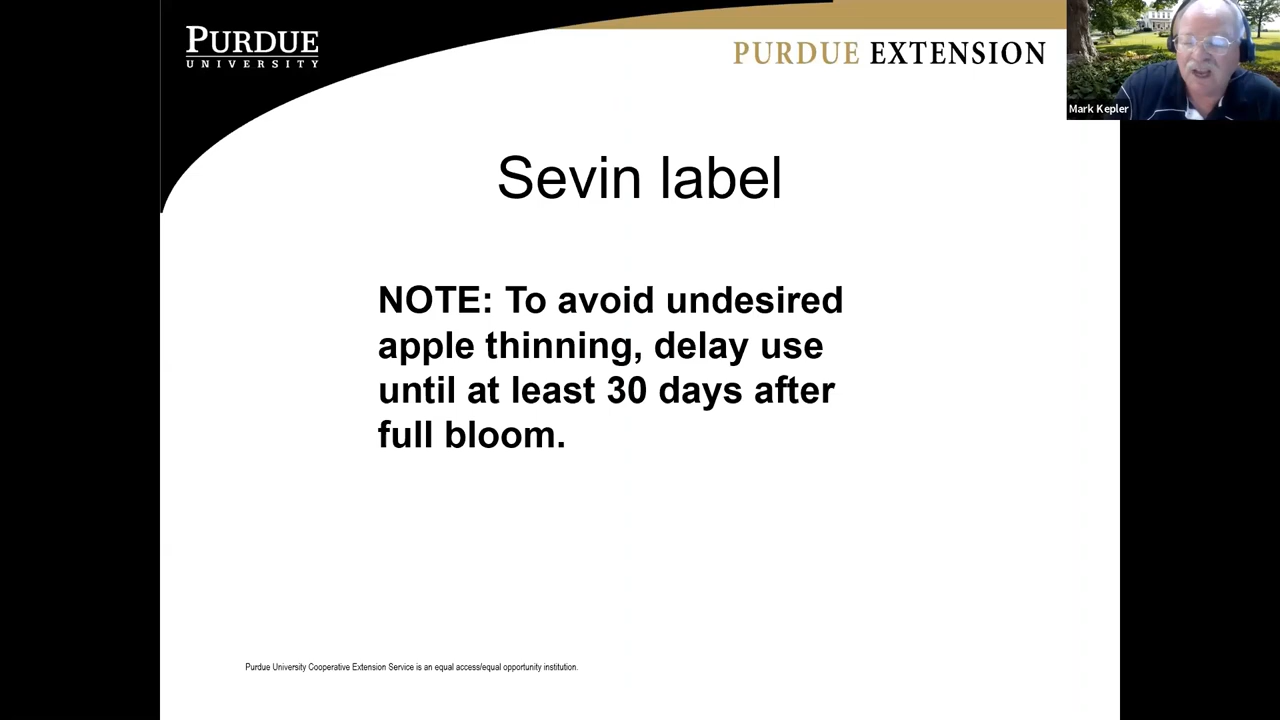 PURDUE
UNIVERSITY
PURDUE EXTENSION
Mark Kepler
Sevin label
NOTE: To avoid undesired
apple thinning, delay use
until at least 30 days after
full bloom.
Purdue University Cooperative Extension Service is an equal access/equal opportunity institution.